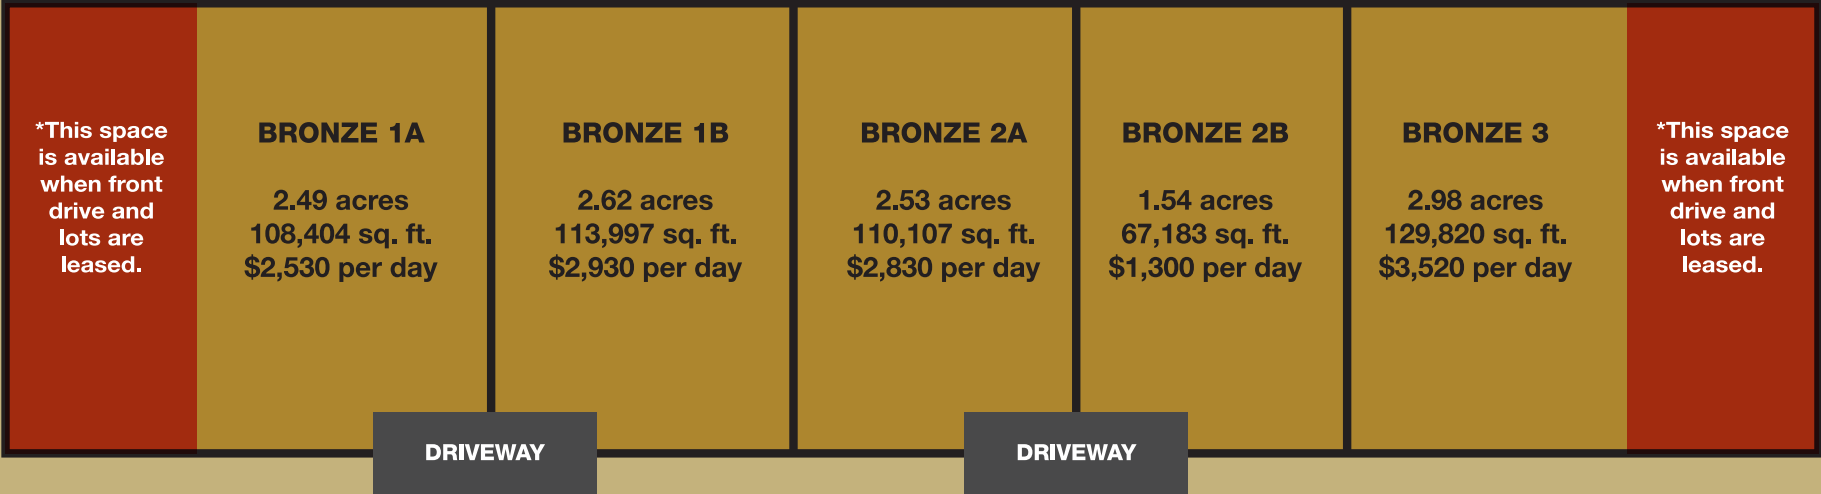 *This space
is available
when front
drive and
lots are
leased.
BRONZE 1A
2.49 acres
108,404 sq. ft.
$2,530 per day
BRONZE 1B
2.62 acres
113,997 sq. ft.
$2,930 per day
BRONZE 2A
2.53 acres
110,107 sq. ft.
$2,830 per day
BRONZE 2B
1.54 acres
67,183 sq. ft.
$1,300 per day
BRONZE 3
2.98 acres
129,820 sq. ft.
$3,520 per day
*This space
is available
when front
drive and
lots are
leased.
DRIVEWAY
DRIVEWAY